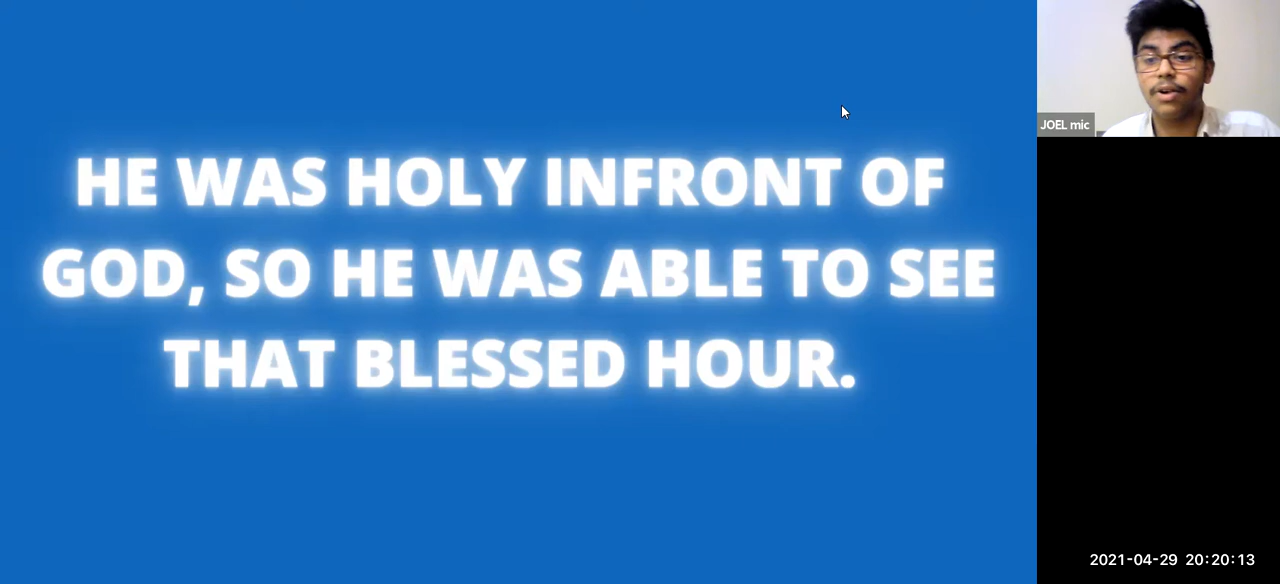 HE WAS HOLY INFRONT OF
GOD, SO HE WAS ABLE TO SEE
THAT BLESSED HOUR.
JOEL mic
2021-04-29 20:20:13